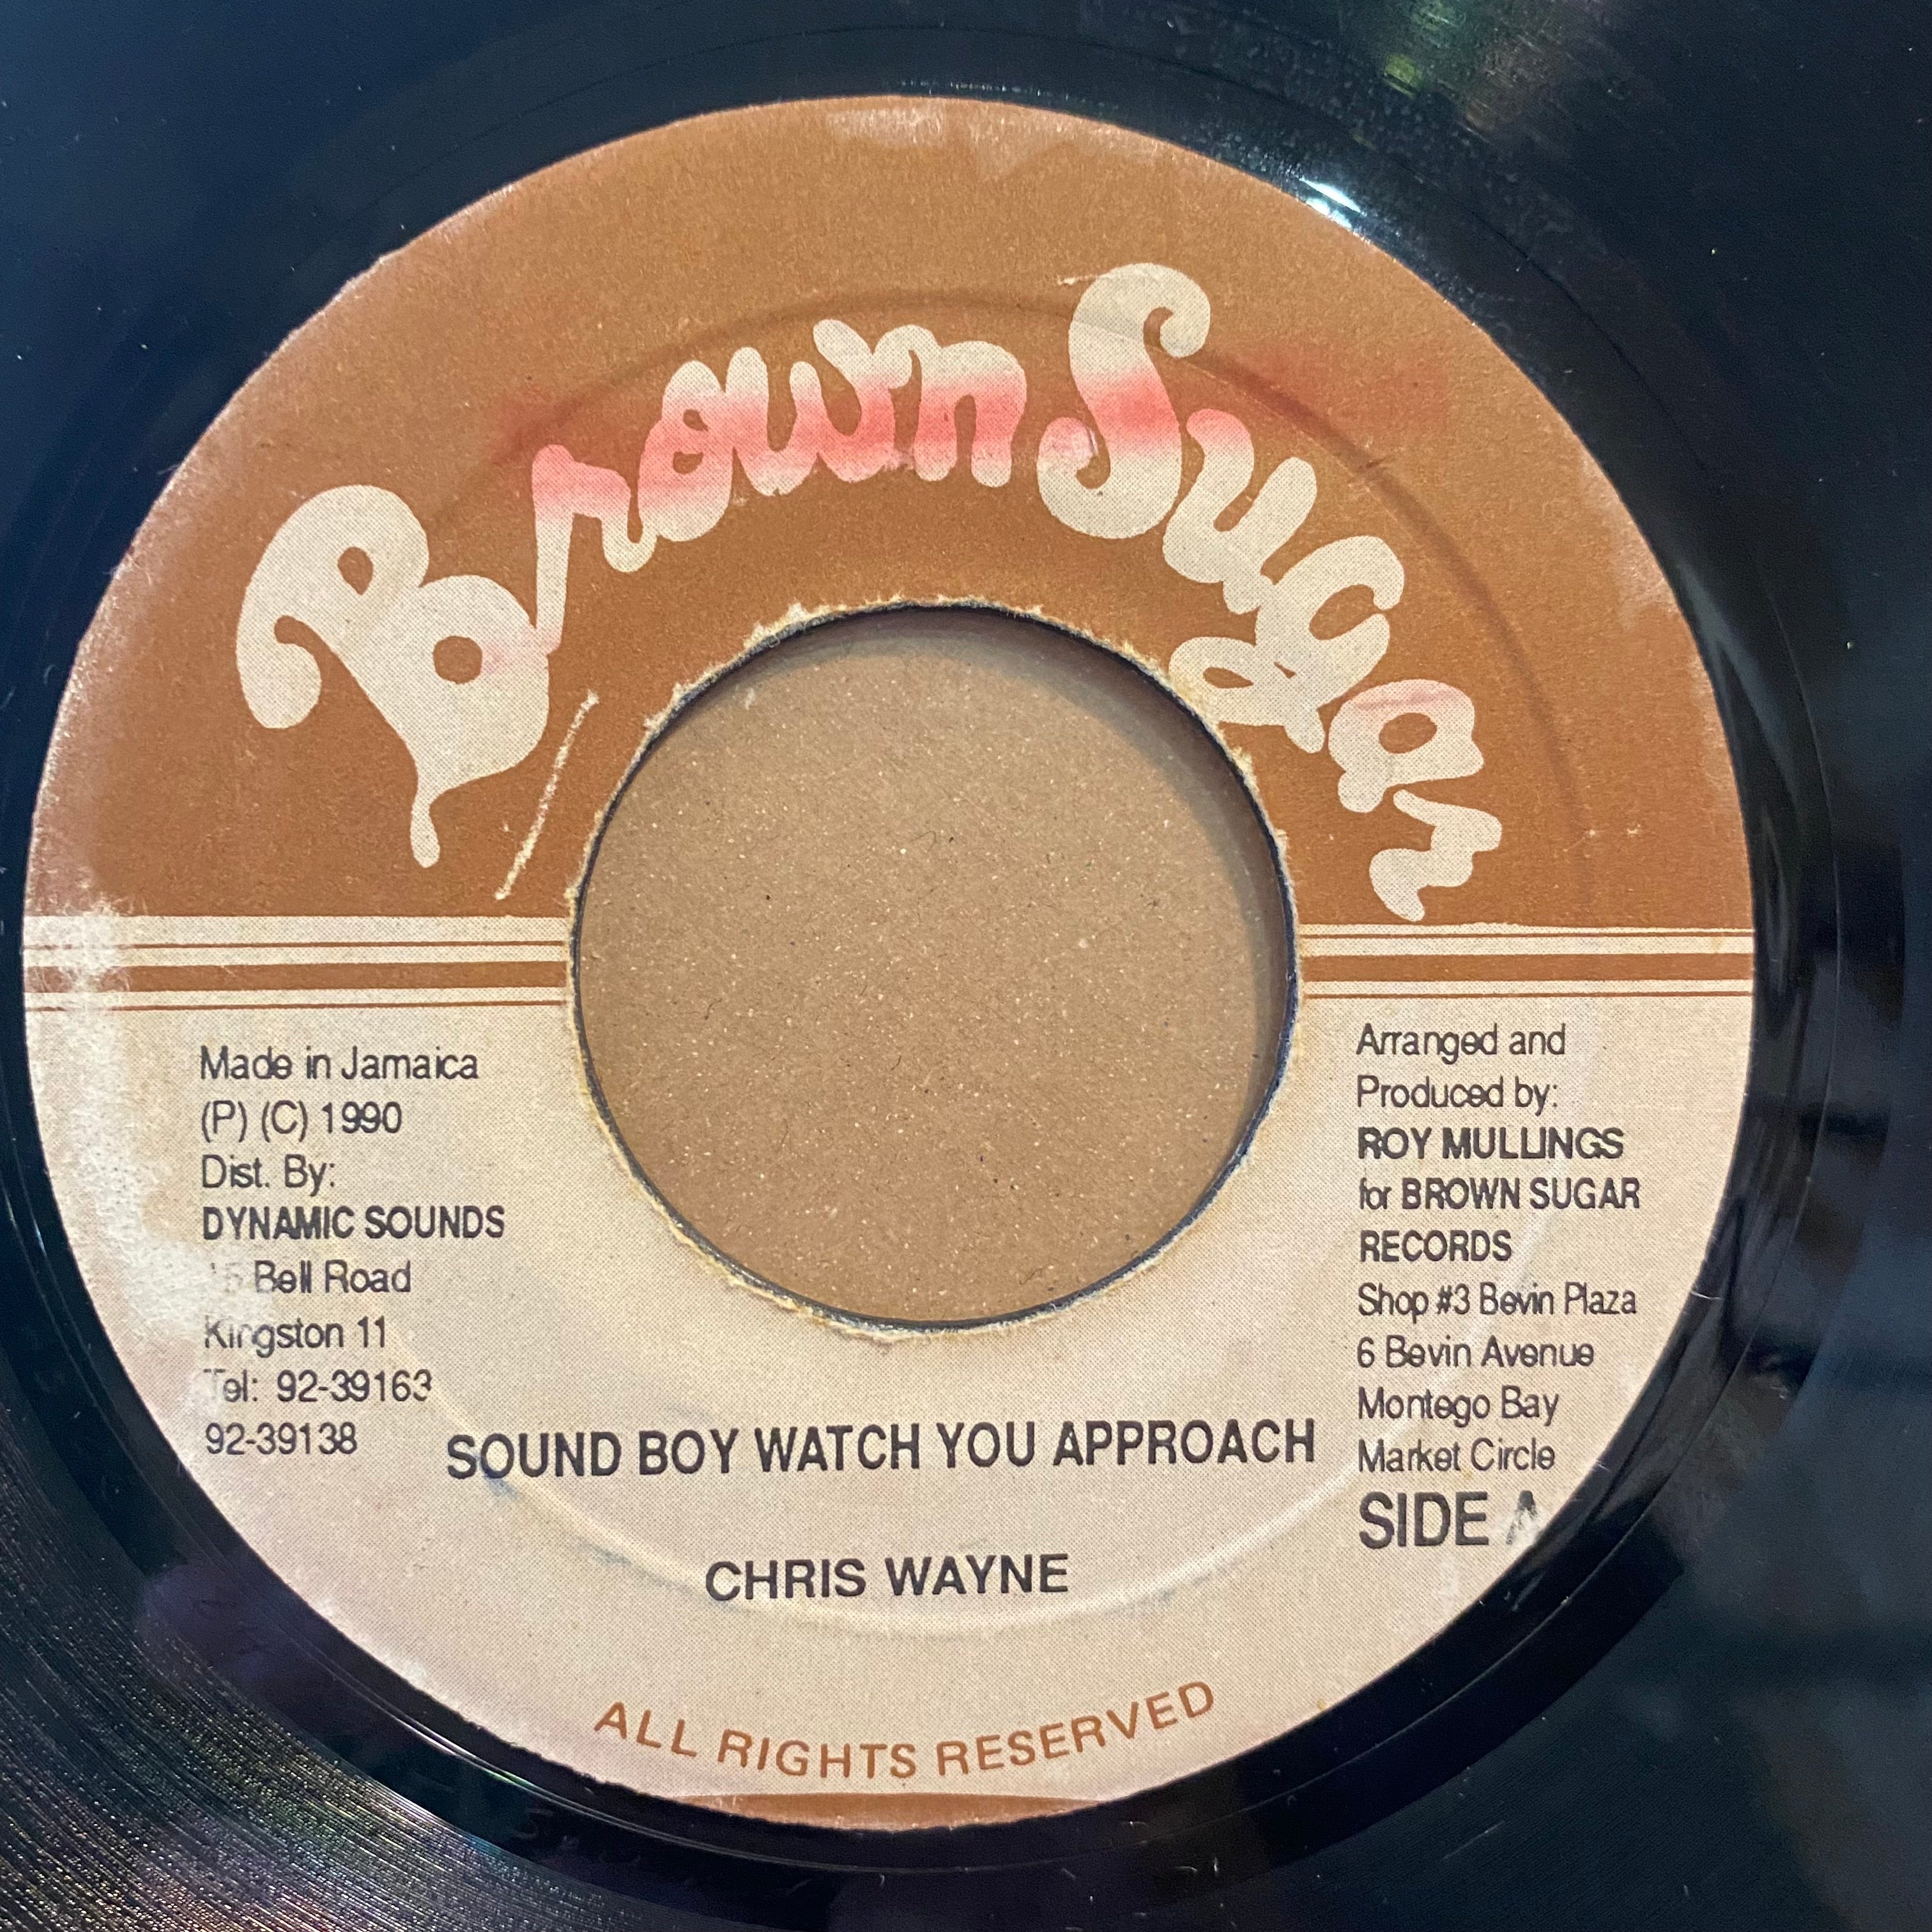 Brown Sugar
Made in Jamaica
(P) (C) 1990
Dist. By:
DYNAMIC SOUNDS
Bell Road
Kingston 11
Tel: 92-39163
92-39138
Arranged and
Produced by:
ROY MULLINGS
for BROWN SUGAR
RECORDS
Shop #3 Bevin Plaza
6 Bevin Avenue
Montego Bay
Market Circle
SIDE A
SOUND BOY WATCH YOU APPROACH
CHRIS WAYNE
ALL RIGHTS RESERVED